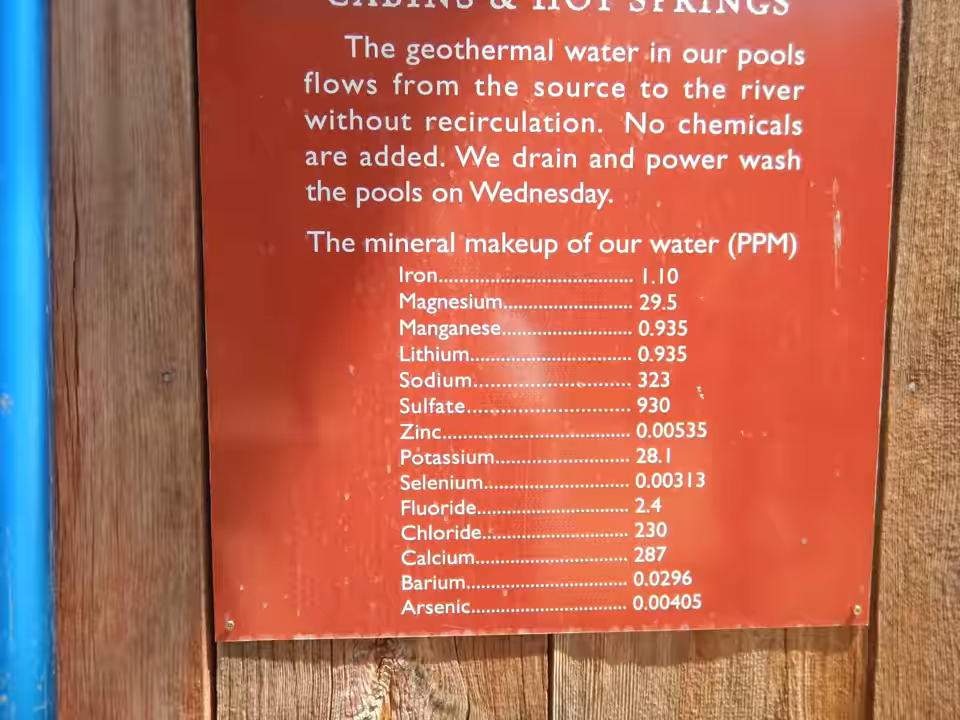 CABINS & HOT SPRINGS
The geothermal water in our pools
flows from the source to the river
without recirculation. No chemicals
are added. We drain and power wash
the pools on Wednesday.
The mineral makeup of our water (PPM)
Iron..................................... 1.10
Magnesium......................... 29.5
Manganese......................... 0.935
Lithium............................... 0.935
Sodium............................... 323
Sulfate................................ 930
Zinc.................................... 0.00535
Potassium.......................... 28.1
Selenium............................ 0.00313
Fluoride............................. 2.4
Chloride............................ 230
Calcium............................. 287
Barium............................... 0.0296
Arsenic.............................. 0.00405